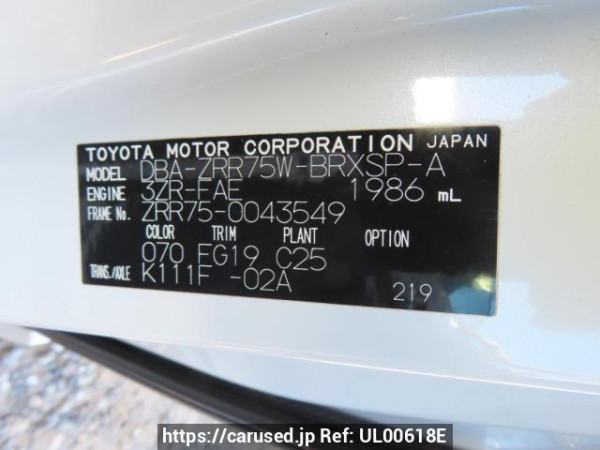 TOYOTA MOTOR CORPORATION JAPAN
MODEL DBA-ZRR75W-BRXSP-A
ENGINE 3ZR-FAE 1986 mL
FRAME No. ZRR75-0043549
COLOR TRIM PLANT OPTION
070 FG19 C25
TRANS./AXLE K111F -02A
219
https://carused.jp Ref: UL00618E